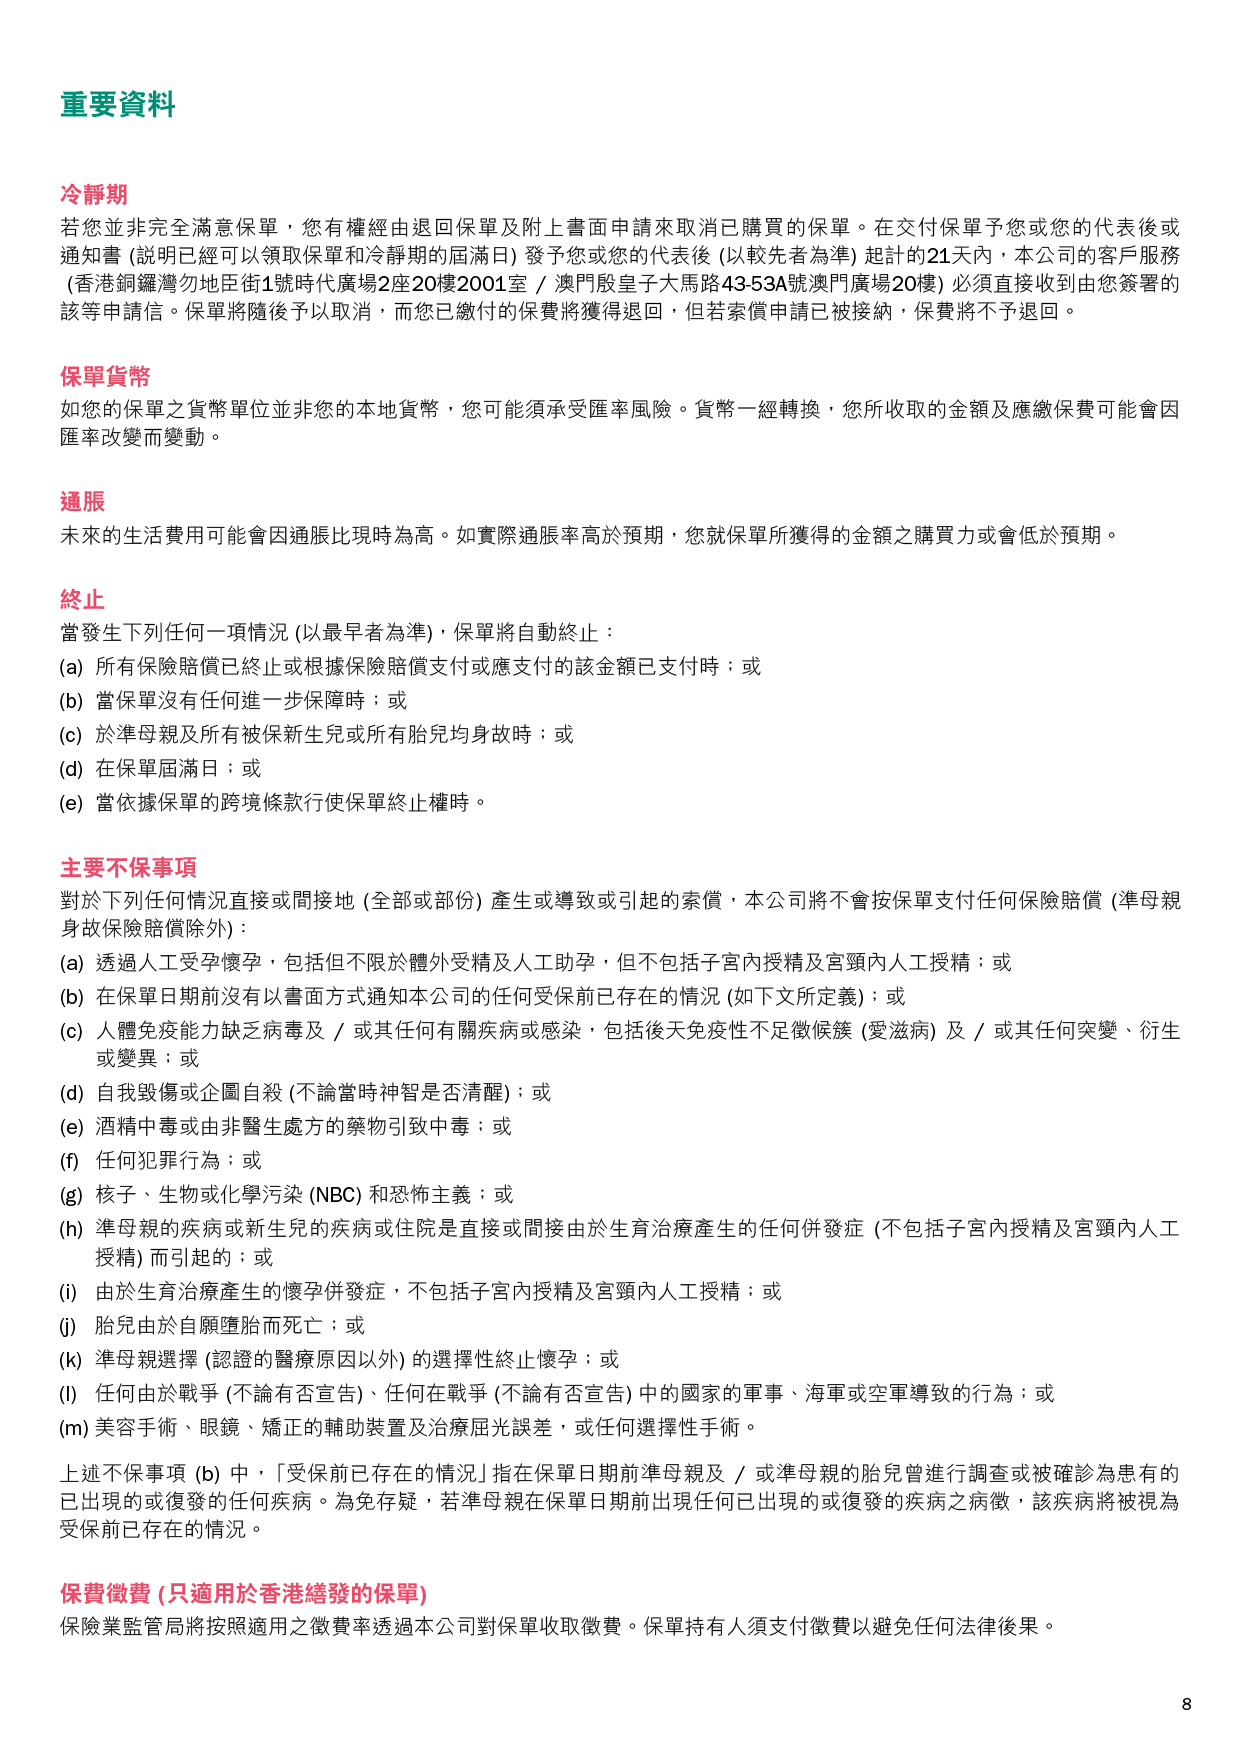 重要資料
冷靜期
若您並非完全滿意保單，您有權經由退回保單及附上書面申請來取消已購買的保單。在交付保單予您或您的代表後或
通知書 (説明已經可以領取保單和冷靜期的屆滿日) 發予您或您的代表後 (以較先者為準) 起計的21天內，本公司的客戶服務
(香港銅鑼灣勿地臣街1號時代廣場2座20樓2001室 / 澳門殷皇子大馬路43-53A號澳門廣場20樓) 必須直接收到由您簽署的
該等申請信。保單將隨後予以取消，而您已繳付的保費將獲得退回，但若索償申請已被接納，保費將不予退回。
保單貨幣
如您的保單之貨幣單位並非您的本地貨幣，您可能須承受匯率風險。貨幣一經轉換，您所收取的金額及應繳保費可能會因
匯率改變而變動。
通脹
未來的生活費用可能會因通脹比現時為高。如實際通脹率高於預期，您就保單所獲得的金額之購買力或會低於預期。
終止
當發生下列任何一項情況 (以最早者為準)，保單將自動終止：
(a) 所有保險賠償已終止或根據保險賠償支付或應支付的該金額已支付時；或
(b) 當保單沒有任何進一步保障時；或
(c) 於準母親及所有被保新生兒或所有胎兒均身故時；或
(d) 在保單屆滿日；或
(e) 當依據保單的跨境條款行使保單終止權時。
主要不保事項
對於下列任何情況直接或間接地 (全部或部份) 產生或導致或引起的索償，本公司將不會按保單支付任何保險賠償 (準母親
身故保險賠償除外)：
(a) 透過人工受孕懷孕，包括但不限於體外受精及人工助孕，但不包括子宮內授精及宮頸內人工授精；或
(b) 在保單日期前沒有以書面方式通知本公司的任何受保前已存在的情況 (如下文所定義)；或
(c) 人體免疫能力缺乏病毒及 / 或其任何有關疾病或感染，包括後天免疫性不足徵候簇 (愛滋病) 及 / 或其任何突變、衍生
或變異；或
(d) 自我毀傷或企圖自殺 (不論當時神智是否清醒)；或
(e) 酒精中毒或由非醫生處方的藥物引致中毒；或
(f) 任何犯罪行為；或
(g) 核子、生物或化學污染 (NBC) 和恐怖主義；或
(h) 準母親的疾病或新生兒的疾病或住院是直接或間接由於生育治療產生的任何併發症 (不包括子宮內授精及宮頸內人工
授精) 而引起的；或
(i) 由於生育治療產生的懷孕併發症，不包括子宮內授精及宮頸內人工授精；或
(j) 胎兒由於自願墮胎而死亡；或
(k) 準母親選擇 (認證的醫療原因以外) 的選擇性終止懷孕；或
(l) 任何由於戰爭 (不論有否宣告)、任何在戰爭 (不論有否宣告) 中的國家的軍事、海軍或空軍導致的行為；或
(m) 美容手術、眼鏡、矯正的輔助裝置及治療屈光誤差，或任何選擇性手術。
上述不保事項 (b) 中，「受保前已存在的情況」指在保單日期前準母親及 / 或準母親的胎兒曾進行調查或被確診為患有的
已出現的或復發的任何疾病。為免存疑，若準母親在保單日期前出現任何已出現的或復發的疾病之病徵，該疾病將被視為
受保前已存在的情況。
保費徵費 (只適用於香港繕發的保單)
保險業監管局將按照適用之徵費率透過本公司對保單收取徵費。保單持有人須支付徵費以避免任何法律後果。
8